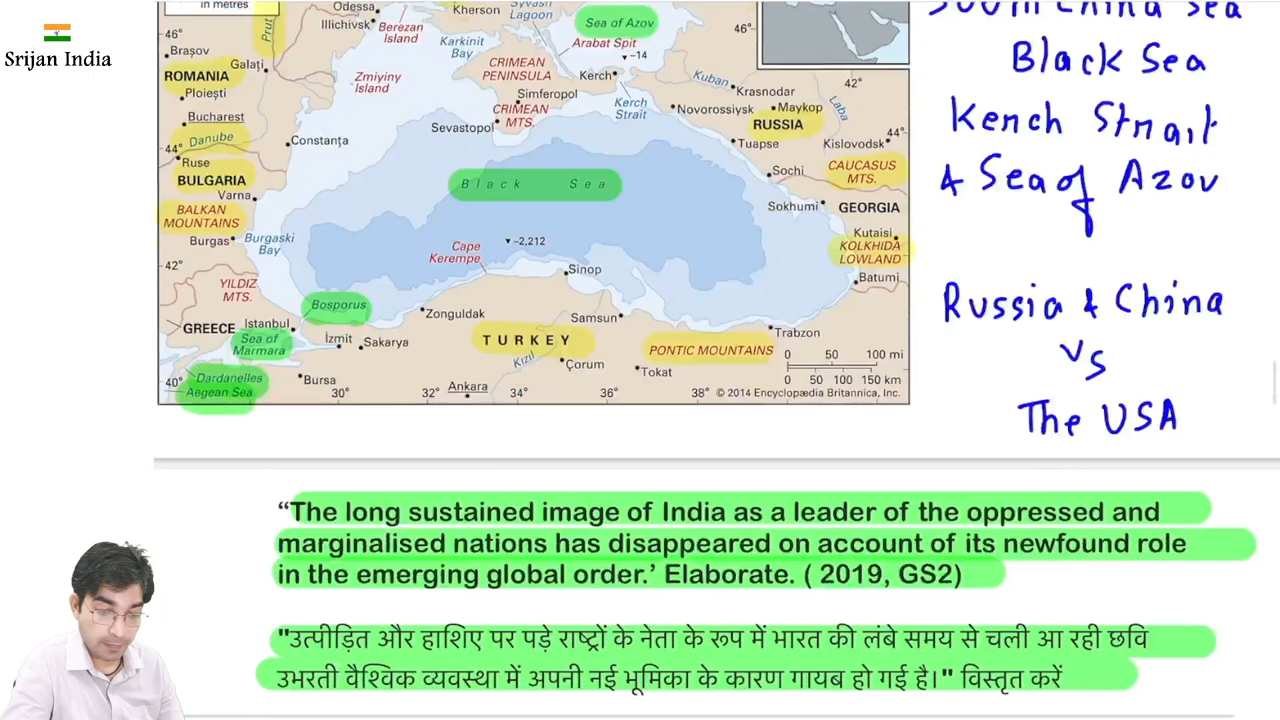 Srijan India
in metres
Odessa
Illichivsk
Kherson
Syvash
Lagoon
Sea of Azov
46°
46°
Prut
Berezan
Island
Karkinit
Bay
Arabat Spit
−14
Brașov
ROMANIA
Galați
Ploiești
Zmiyiny
Island
CRIMEAN
PENINSULA
Kerch
Simferopol
CRIMEAN
MTS.
Kerch
Strait
Kuban
Krasnodar
Novorossiysk
Maykop
Laba
42°
RUSSIA
Bucharest
Danube
Constanța
Sevastopol
Tuapse
Kislovodsk
44°
44°
Ruse
BULGARIA
Varna
Black Sea
Sochi
CAUCASUS
MTS.
BALKAN
MOUNTAINS
Burgas
Burgaski
Bay
Sokhumi
GEORGIA
Kutaisi
KOLKHIDA
LOWLAND
−2,212
Cape
Kerempe
42°
Sinop
Batumi
YILDIZ
MTS.
Bosporus
Zonguldak
Samsun
Trabzon
GREECE
Istanbul
Sea of
Marmara
İzmit
Sakarya
TURKEY
PONTIC MOUNTAINS
0 50 100 mi
0 50 100 150 km
Kızıl
Çorum
Tokat
40°
Dardanelles
Aegean Sea
Bursa
30°
32°
Ankara
34°
36°
38°
© 2014 Encyclopædia Britannica, Inc.
South China Sea
Black Sea
Kerch Strait
& Sea of Azov
Russia & China
vs
The USA
“The long sustained image of India as a leader of the oppressed and
marginalised nations has disappeared on account of its newfound role
in the emerging global order.’ Elaborate. ( 2019, GS2)
"उत्पीड़ित और हाशिए पर पड़े राष्ट्रों के नेता के रूप में भारत की लंबे समय से चली आ रही छवि
उभरती वैश्विक व्यवस्था में अपनी नई भूमिका के कारण गायब हो गई है।" विस्तृत करें